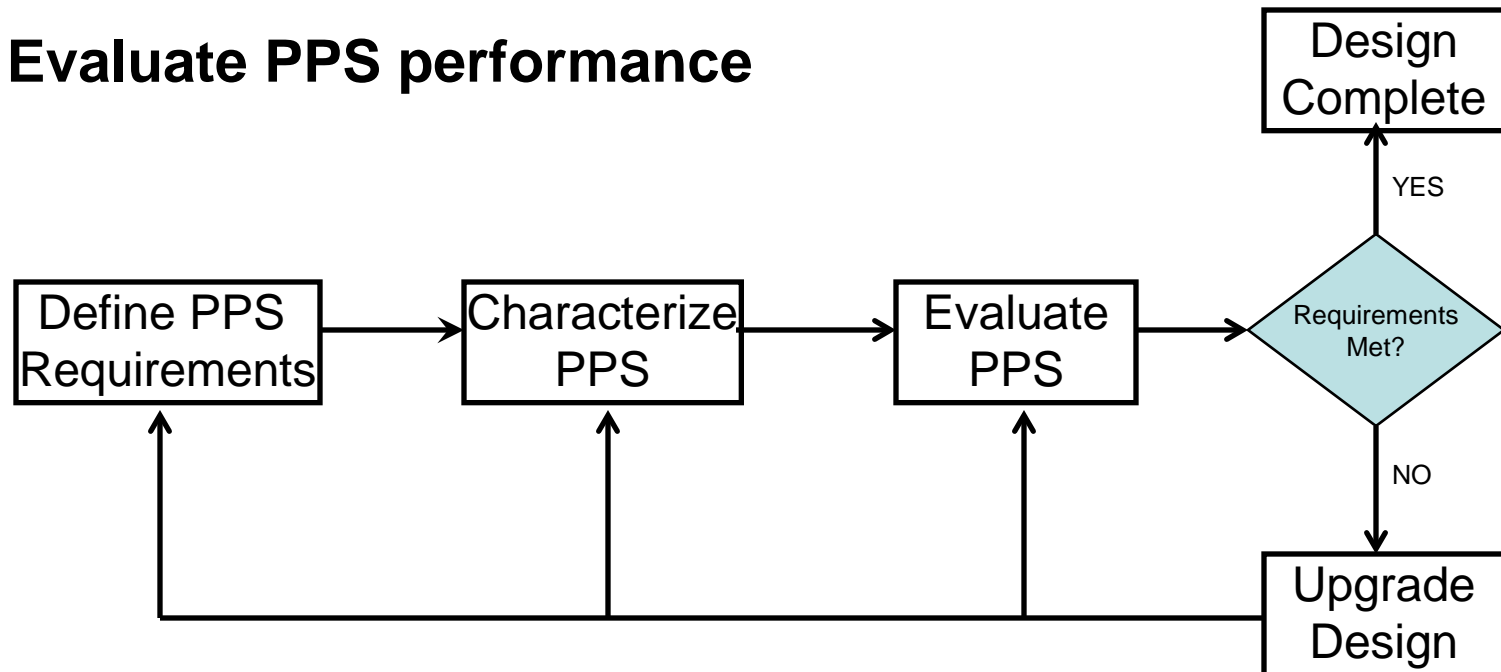 Evaluate PPS performance
Design
Complete
YES
Define PPS
Requirements
Characterize
PPS
Evaluate
PPS
Requirements
Met?
NO
Upgrade
Design